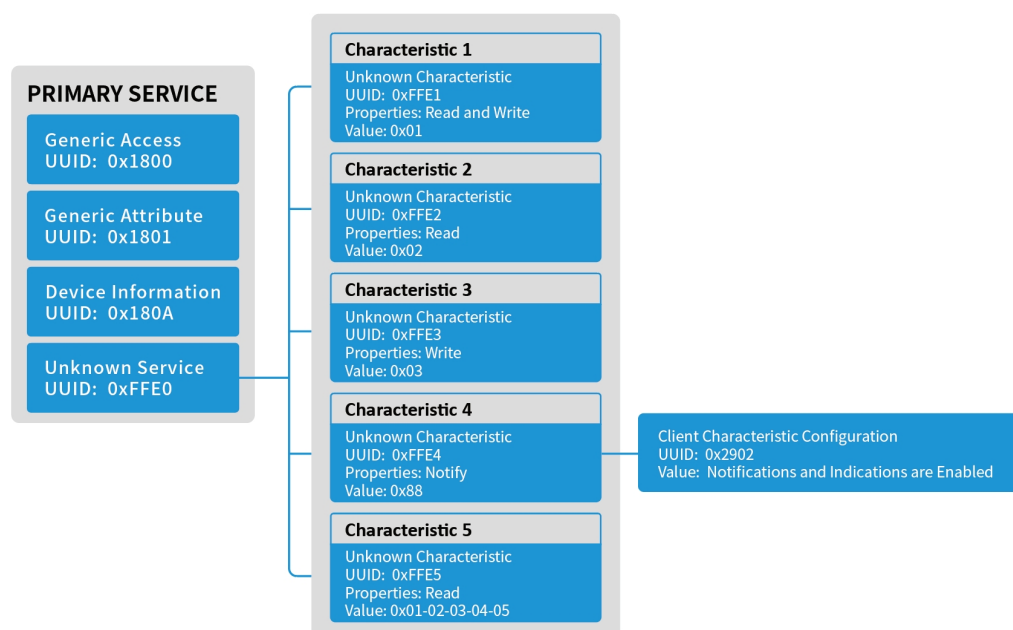 PRIMARY SERVICE
Generic Access
UUID: 0x1800
Generic Attribute
UUID: 0x1801
Device Information
UUID: 0x180A
Unknown Service
UUID: 0xFFE0
Characteristic 1
Unknown Characteristic
UUID: 0xFFE1
Properties: Read and Write
Value: 0x01
Characteristic 2
Unknown Characteristic
UUID: 0xFFE2
Properties: Read
Value: 0x02
Characteristic 3
Unknown Characteristic
UUID: 0xFFE3
Properties: Write
Value: 0x03
Characteristic 4
Unknown Characteristic
UUID: 0xFFE4
Properties: Notify
Value: 0x88
Characteristic 5
Unknown Characteristic
UUID: 0xFFE5
Properties: Read
Value: 0x01-02-03-04-05
Client Characteristic Configuration
UUID: 0x2902
Value: Notifications and Indications are Enabled